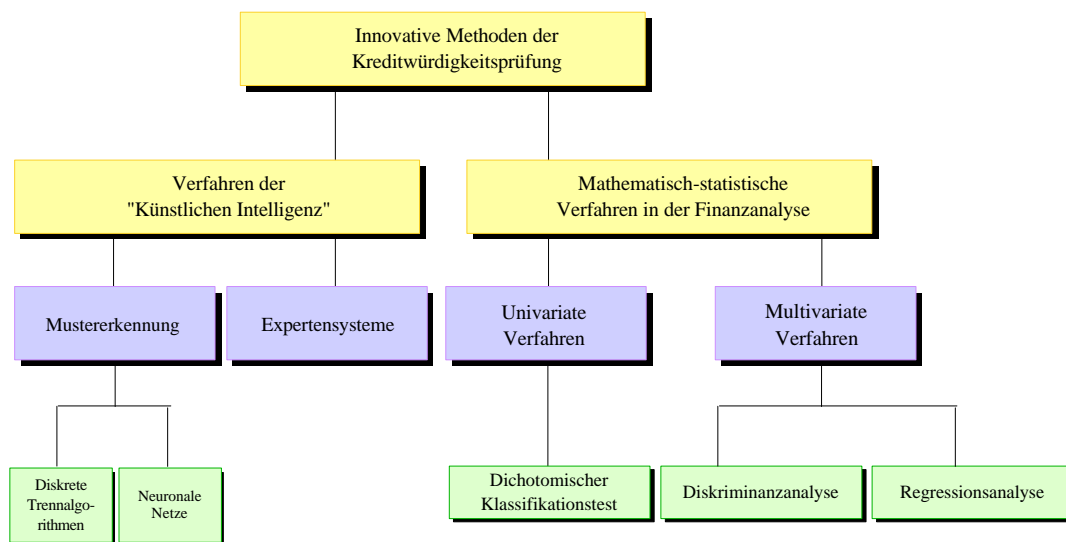 Innovative Methoden der
Kreditwürdigkeitsprüfung
Verfahren der
"Künstlichen Intelligenz"
Mathematisch-statistische
Verfahren in der Finanzanalyse
Mustererkennung
Expertensysteme
Univariate
Verfahren
Multivariate
Verfahren
Diskrete
Trennalgo-
rithmen
Neuronale
Netze
Dichotomischer
Klassifikationstest
Diskriminanzanalyse
Regressionsanalyse